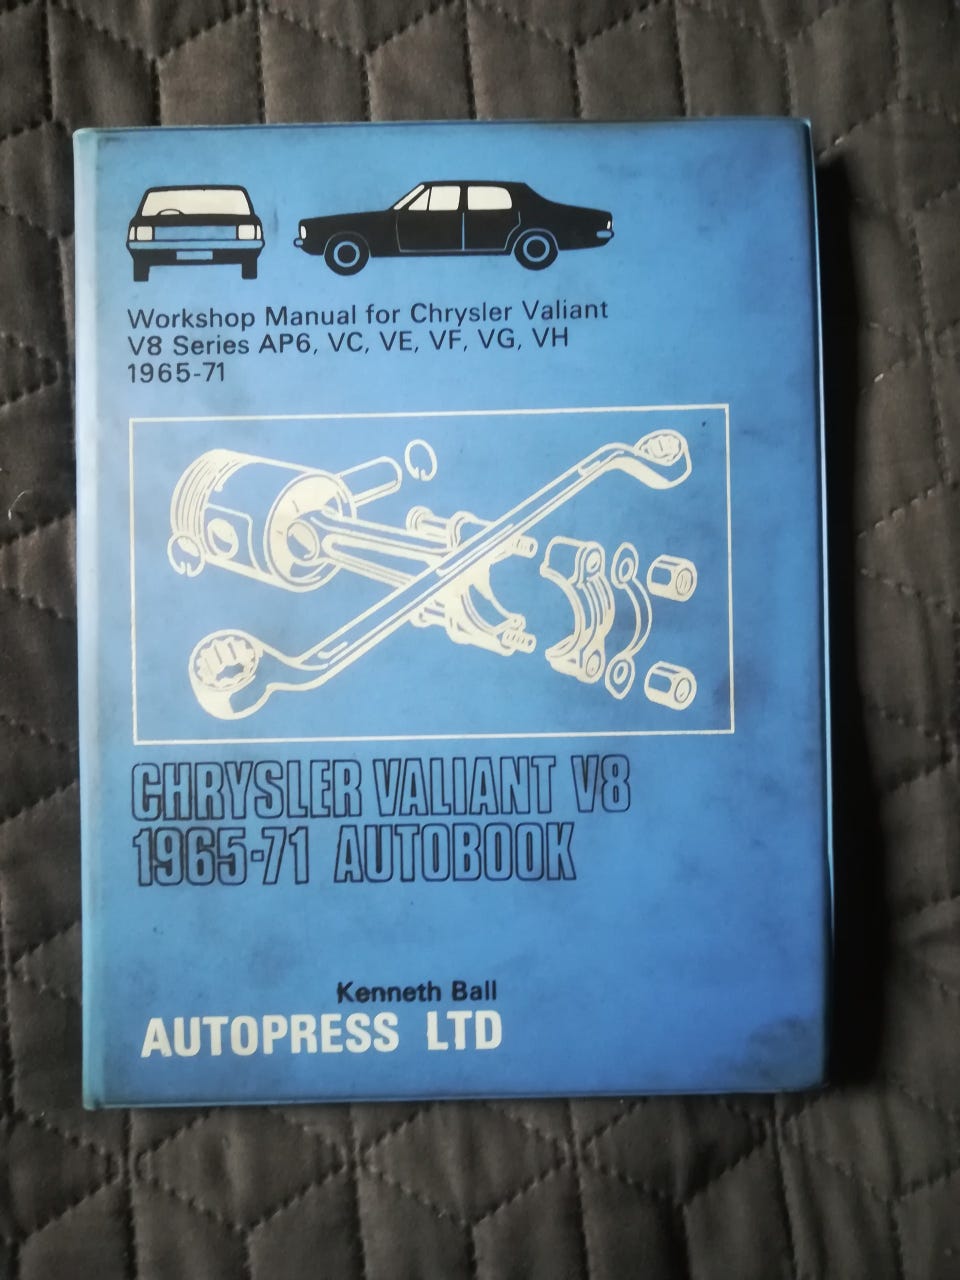 Workshop Manual for Chrysler Valiant
V8 Series AP6, VC, VE, VF, VG, VH
1965-71
CHRYSLER VALIANT V8
1965-71 AUTOBOOK
Kenneth Ball
AUTOPRESS LTD